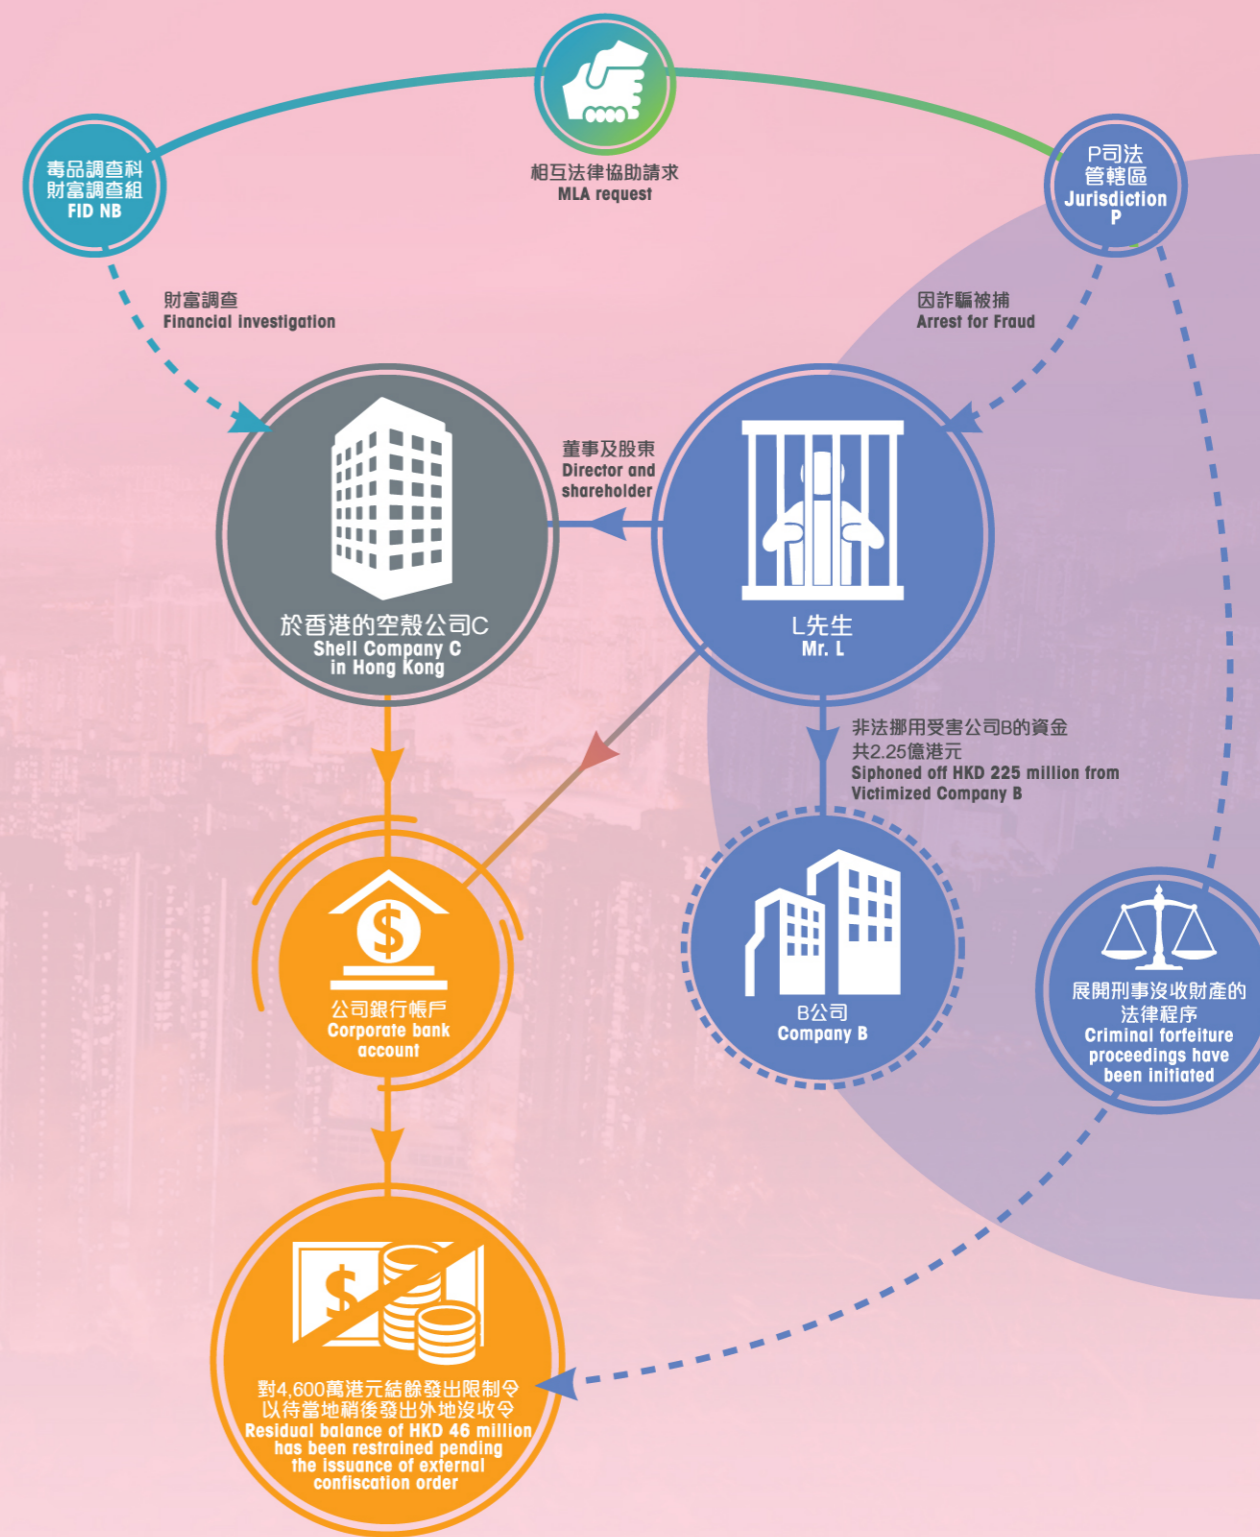 相互法律協助請求
MLA request
毒品調查科
財富調查組
FID NB
P司法
管轄區
Jurisdiction
P
財富調查
Financial investigation
因詐騙被捕
Arrest for Fraud
董事及股東
Director and
shareholder
於香港的空殼公司C
Shell Company C
in Hong Kong
L先生
Mr. L
非法挪用受害公司B的資金
共2.25億港元
Siphoned off HKD 225 million from
Victimized Company B
公司銀行帳戶
Corporate bank
account
B公司
Company B
展開刑事沒收財產的
法律程序
Criminal forfeiture
proceedings have
been initiated
對4,600萬港元結餘發出限制令
以待當地稍後發出外地沒收令
Residual balance of HKD 46 million
has been restrained pending
the issuance of external
confiscation order